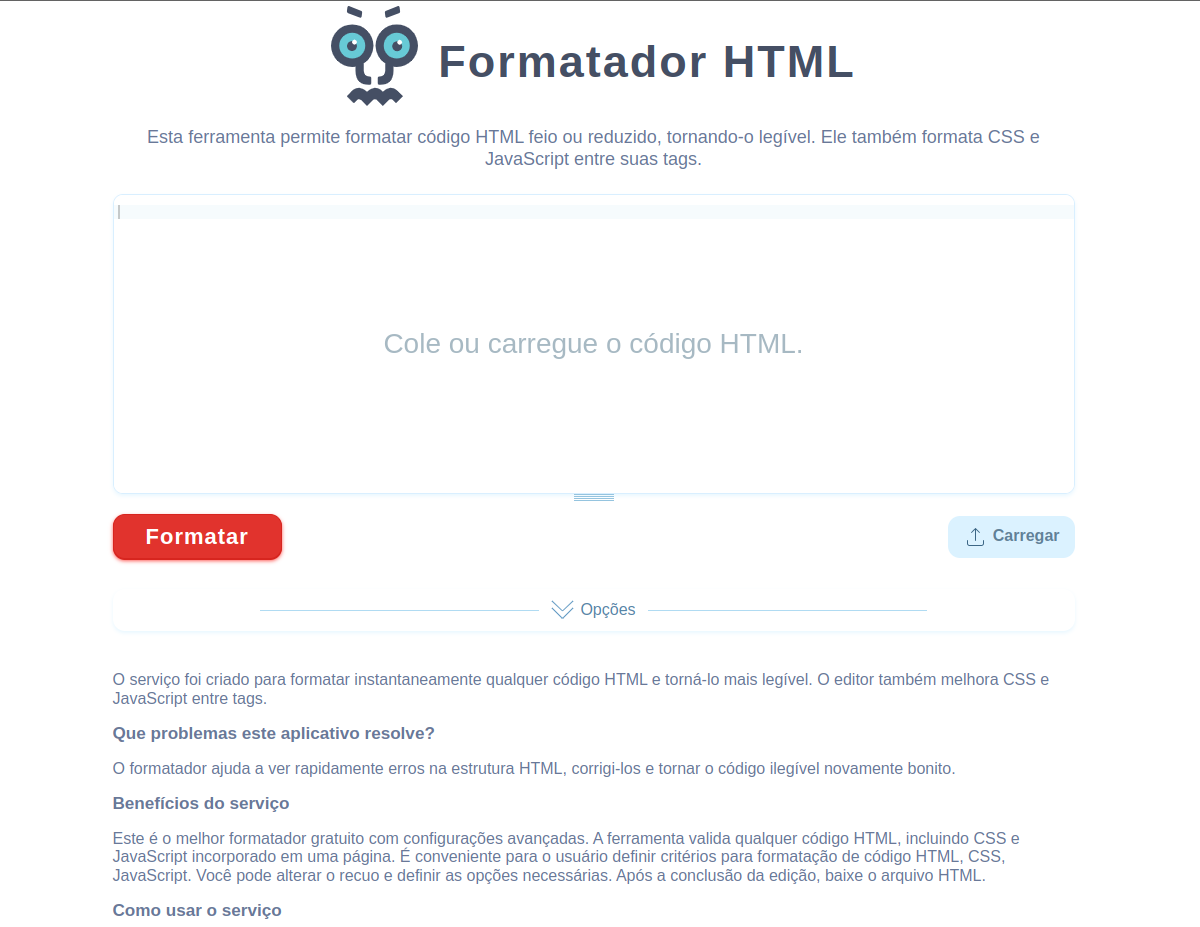 Formatador HTML
Esta ferramenta permite formatar código HTML feio ou reduzido, tornando-o legível. Ele também formata CSS e
JavaScript entre suas tags.
Cole ou carregue o código HTML.
Formatar
Carregar
Opções
O serviço foi criado para formatar instantaneamente qualquer código HTML e torná-lo mais legível. O editor também melhora CSS e
JavaScript entre tags.
Que problemas este aplicativo resolve?
O formatador ajuda a ver rapidamente erros na estrutura HTML, corrigi-los e tornar o código ilegível novamente bonito.
Benefícios do serviço
Este é o melhor formatador gratuito com configurações avançadas. A ferramenta valida qualquer código HTML, incluindo CSS e
JavaScript incorporado em uma página. É conveniente para o usuário definir critérios para formatação de código HTML, CSS,
JavaScript. Você pode alterar o recuo e definir as opções necessárias. Após a conclusão da edição, baixe o arquivo HTML.
Como usar o serviço